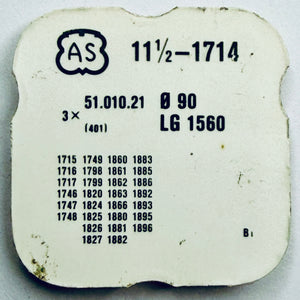 AS 11½–1714
3× 51.010.21 Ø 90
(401) LG 1560
1715 1749 1860 1883
1716 1798 1861 1885
1717 1799 1862 1886
1746 1820 1863 1892
1747 1824 1866 1893
1748 1825 1880 1895
1826 1881 1896
1827 1882
B1